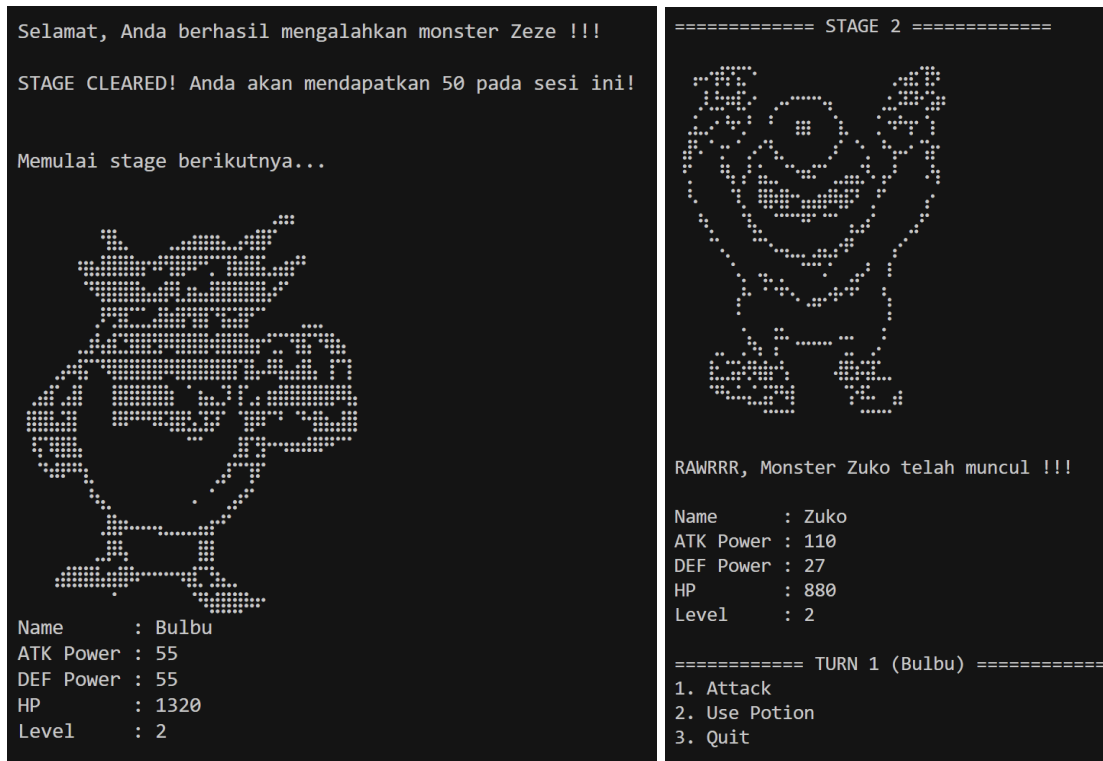 Selamat, Anda berhasil mengalahkan monster Zeze !!!
STAGE CLEARED! Anda akan mendapatkan 50 pada sesi ini!
Memulai stage berikutnya...
Name       : Bulbu
ATK Power : 55
DEF Power : 55
HP         : 1320
Level      : 2
============= STAGE 2 =============
RAWRRR, Monster Zuko telah muncul !!!
Name       : Zuko
ATK Power : 110
DEF Power : 27
HP         : 880
Level      : 2
============ TURN 1 (Bulbu) ============
1. Attack
2. Use Potion
3. Quit